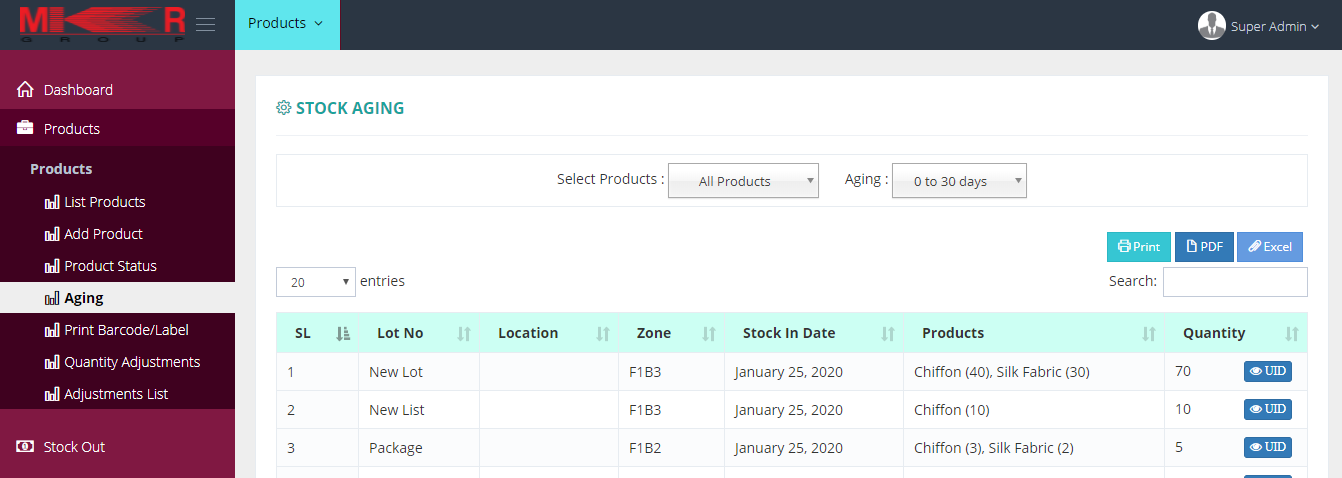 MKR Products Super Admin
GROUP
Dashboard
Products
Products
List Products
Add Product
Product Status
Aging
Print Barcode/Label
Quantity Adjustments
Adjustments List
Stock Out
STOCK AGING
Select Products : All Products Aging : 0 to 30 days
Print PDF Excel
20 entries Search:
SL Lot No Location Zone Stock In Date Products Quantity
1 New Lot F1B3 January 25, 2020 Chiffon (40), Silk Fabric (30) 70 UID
2 New List F1B3 January 25, 2020 Chiffon (10) 10 UID
3 Package F1B2 January 25, 2020 Chiffon (3), Silk Fabric (2) 5 UID